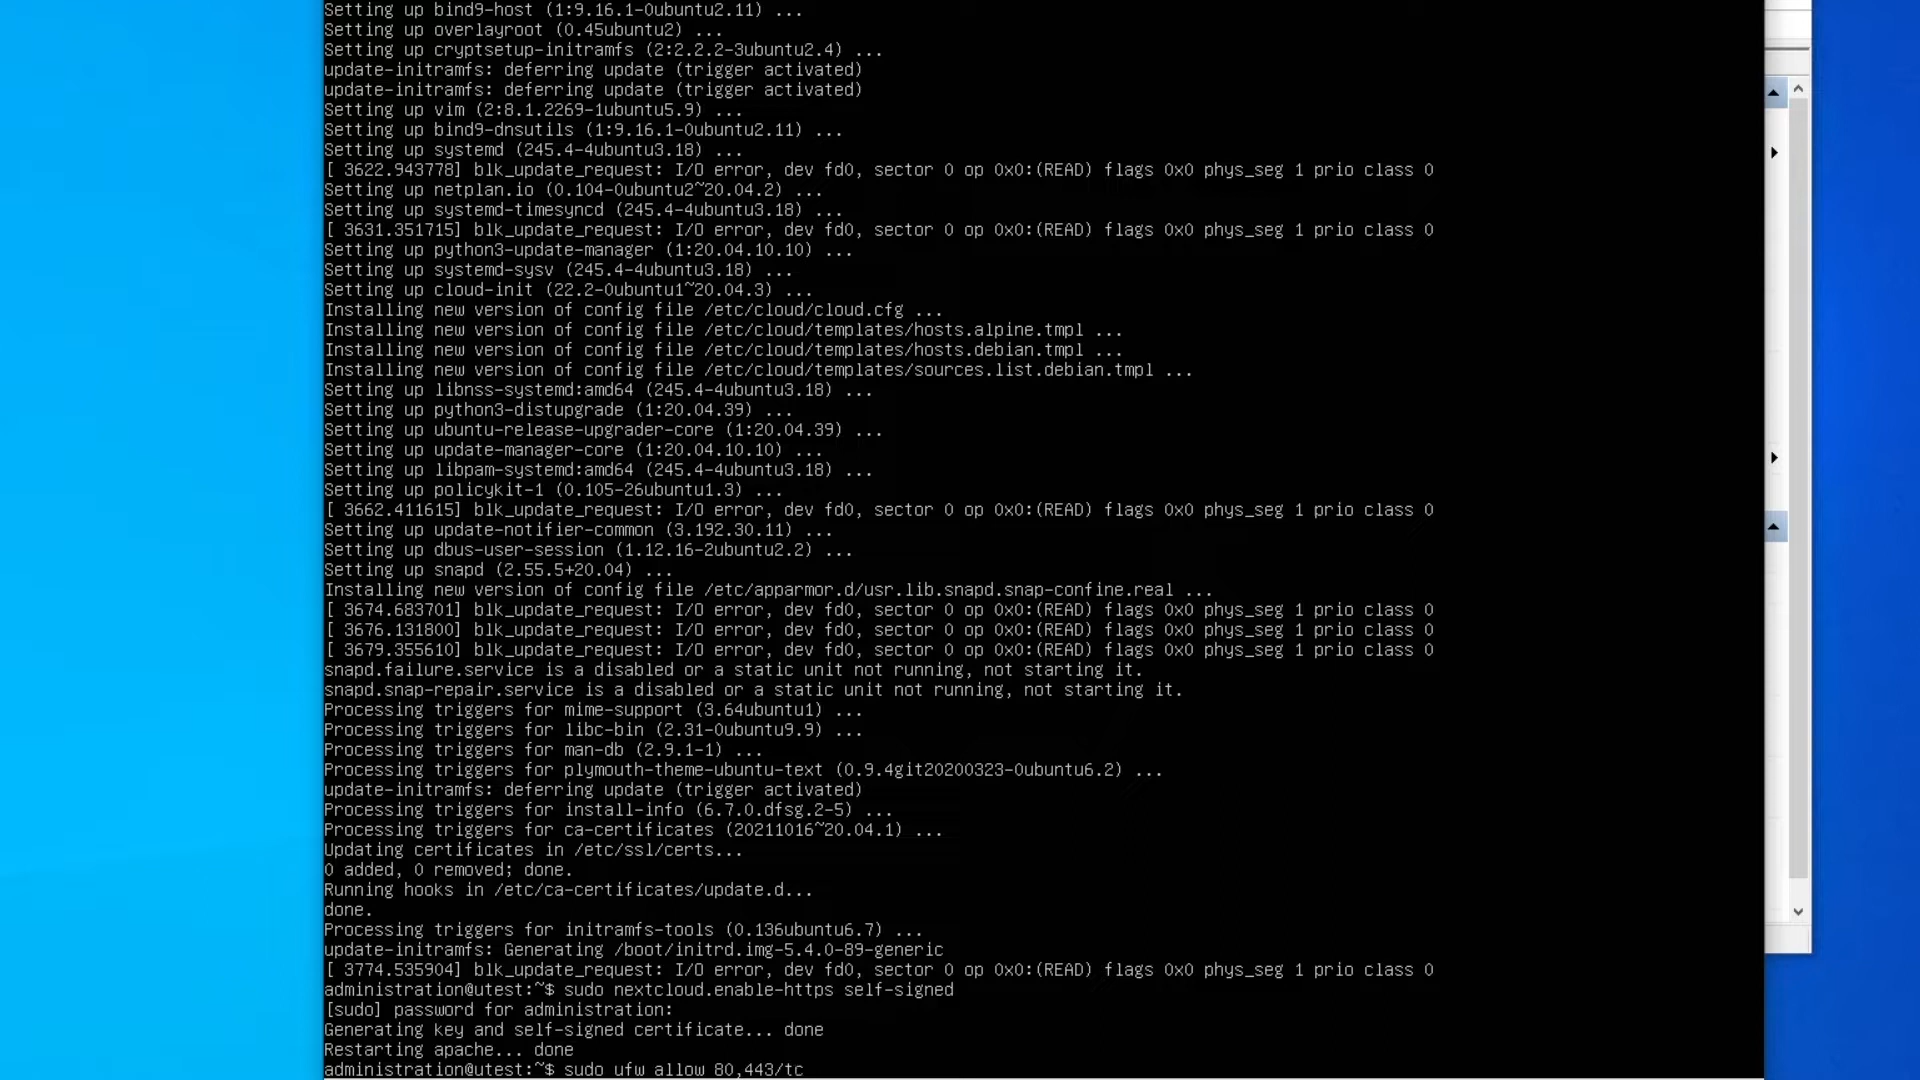 Setting up bind9-host (1:9.16.1-0ubuntu2.11) ...
Setting up overlayroot (0.45ubuntu2) ...
Setting up cryptsetup-initramfs (2:2.2.2-3ubuntu2.4) ...
update-initramfs: deferring update (trigger activated)
update-initramfs: deferring update (trigger activated)
Setting up vim (2:8.1.2269-1ubuntu5.9) ...
Setting up bind9-dnsutils (1:9.16.1-0ubuntu2.11) ...
Setting up systemd (245.4-4ubuntu3.18) ...
[ 3622.943778] blk_update_request: I/O error, dev fd0, sector 0 op 0x0:(READ) flags 0x0 phys_seg 1 prio class 0
Setting up netplan.io (0.104-0ubuntu2~20.04.2) ...
Setting up systemd-timesyncd (245.4-4ubuntu3.18) ...
[ 3631.351715] blk_update_request: I/O error, dev fd0, sector 0 op 0x0:(READ) flags 0x0 phys_seg 1 prio class 0
Setting up python3-update-manager (1:20.04.10.10) ...
Setting up systemd-sysv (245.4-4ubuntu3.18) ...
Setting up cloud-init (22.2-0ubuntu1~20.04.3) ...
Installing new version of config file /etc/cloud/cloud.cfg ...
Installing new version of config file /etc/cloud/templates/hosts.alpine.tmpl ...
Installing new version of config file /etc/cloud/templates/hosts.debian.tmpl ...
Installing new version of config file /etc/cloud/templates/sources.list.debian.tmpl ...
Setting up libnss-systemd:amd64 (245.4-4ubuntu3.18) ...
Setting up python3-distupgrade (1:20.04.39) ...
Setting up ubuntu-release-upgrader-core (1:20.04.39) ...
Setting up update-manager-core (1:20.04.10.10) ...
Setting up libpam-systemd:amd64 (245.4-4ubuntu3.18) ...
Setting up policykit-1 (0.105-26ubuntu1.3) ...
[ 3662.411615] blk_update_request: I/O error, dev fd0, sector 0 op 0x0:(READ) flags 0x0 phys_seg 1 prio class 0
Setting up update-notifier-common (3.192.30.11) ...
Setting up dbus-user-session (1.12.16-2ubuntu2.2) ...
Setting up snapd (2.55.5+20.04) ...
Installing new version of config file /etc/apparmor.d/usr.lib.snapd.snap-confine.real ...
[ 3674.683701] blk_update_request: I/O error, dev fd0, sector 0 op 0x0:(READ) flags 0x0 phys_seg 1 prio class 0
[ 3676.131800] blk_update_request: I/O error, dev fd0, sector 0 op 0x0:(READ) flags 0x0 phys_seg 1 prio class 0
[ 3679.355610] blk_update_request: I/O error, dev fd0, sector 0 op 0x0:(READ) flags 0x0 phys_seg 1 prio class 0
snapd.failure.service is a disabled or a static unit not running, not starting it.
snapd.snap-repair.service is a disabled or a static unit not running, not starting it.
Processing triggers for mime-support (3.64ubuntu1) ...
Processing triggers for libc-bin (2.31-0ubuntu9.9) ...
Processing triggers for man-db (2.9.1-1) ...
Processing triggers for plymouth-theme-ubuntu-text (0.9.4git20200323-0ubuntu6.2) ...
update-initramfs: deferring update (trigger activated)
Processing triggers for install-info (6.7.0.dfsg.2-5) ...
Processing triggers for ca-certificates (20211016~20.04.1) ...
Updating certificates in /etc/ssl/certs...
0 added, 0 removed; done.
Running hooks in /etc/ca-certificates/update.d...
done.
Processing triggers for initramfs-tools (0.136ubuntu6.7) ...
update-initramfs: Generating /boot/initrd.img-5.4.0-89-generic
[ 3774.535904] blk_update_request: I/O error, dev fd0, sector 0 op 0x0:(READ) flags 0x0 phys_seg 1 prio class 0
administration@utest:~$ sudo nextcloud.enable-https self-signed
[sudo] password for administration:
Generating key and self-signed certificate... done
Restarting apache... done
administration@utest:~$ sudo ufw allow 80,443/tc